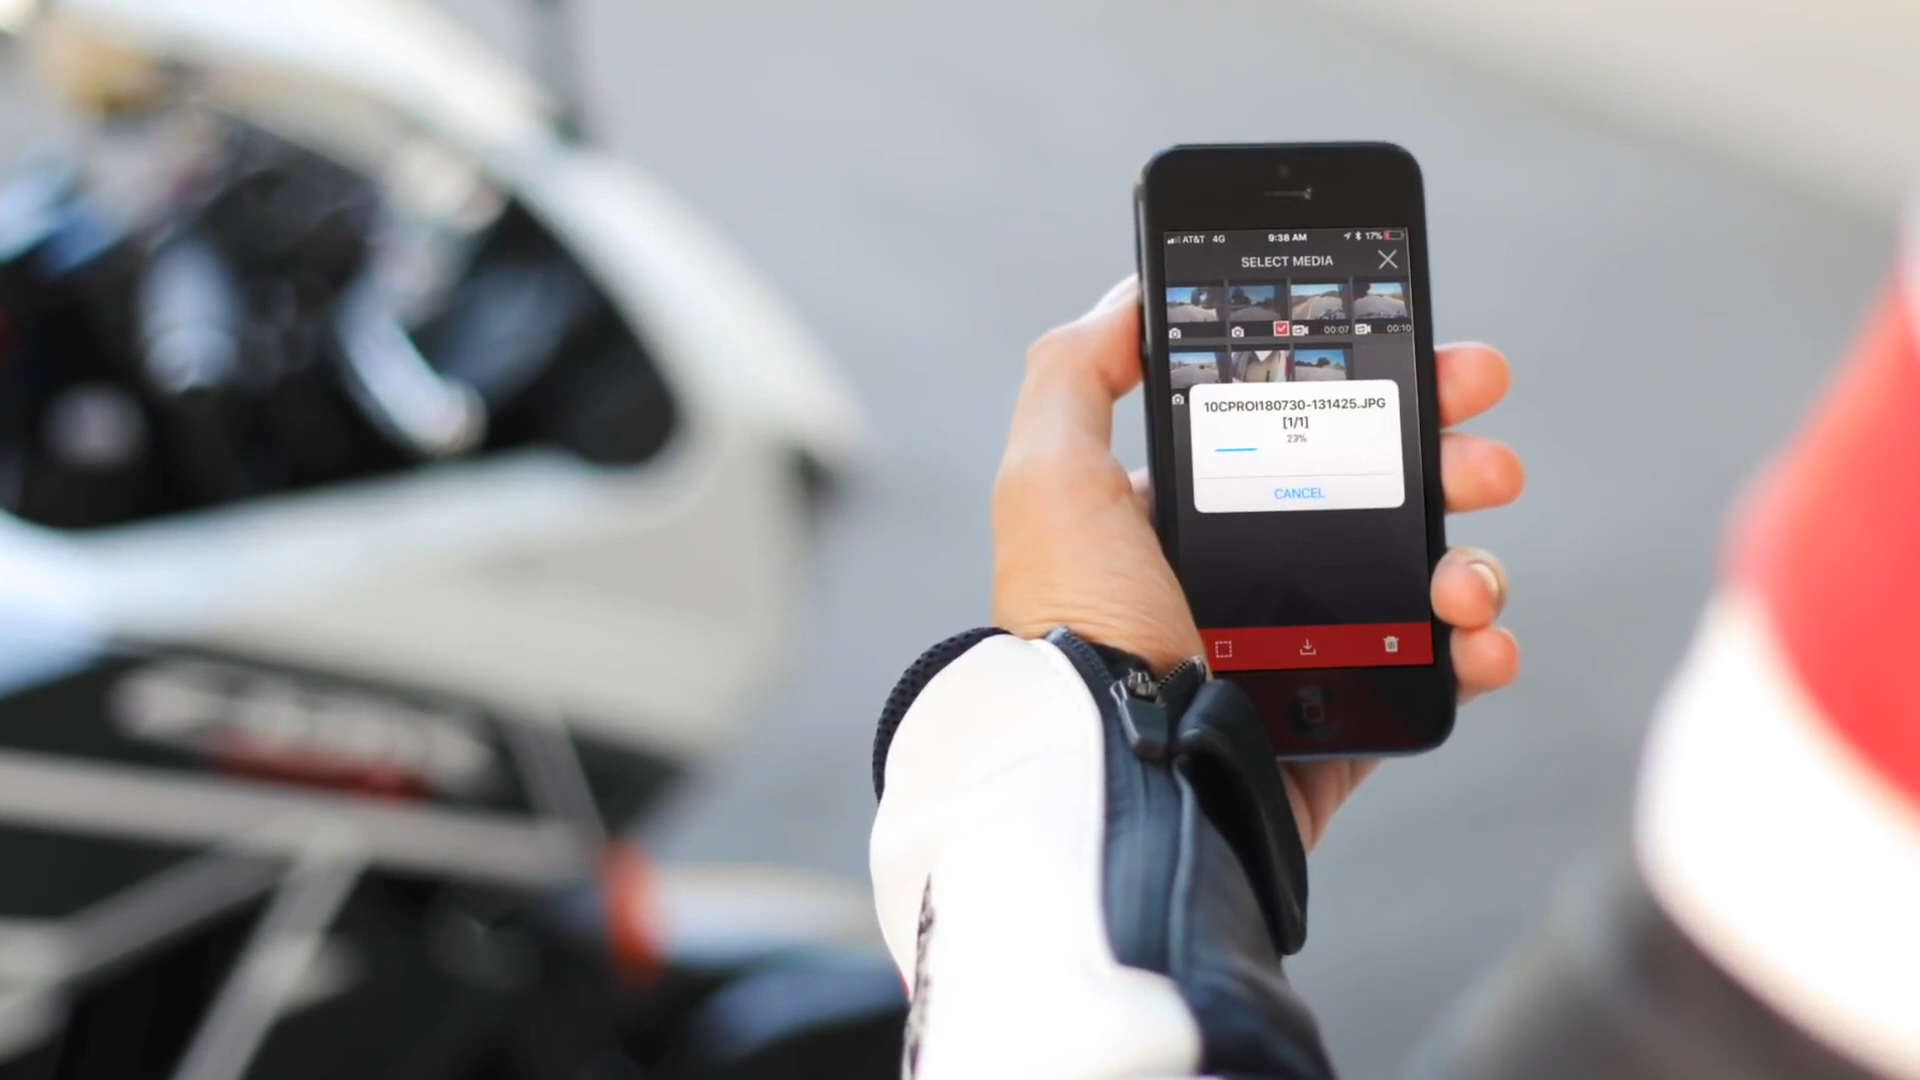 AT&T 4G 9:38 AM 17%
SELECT MEDIA
00:07 00:10
10CPROI180730-131425.JPG
[1/1]
23%
CANCEL